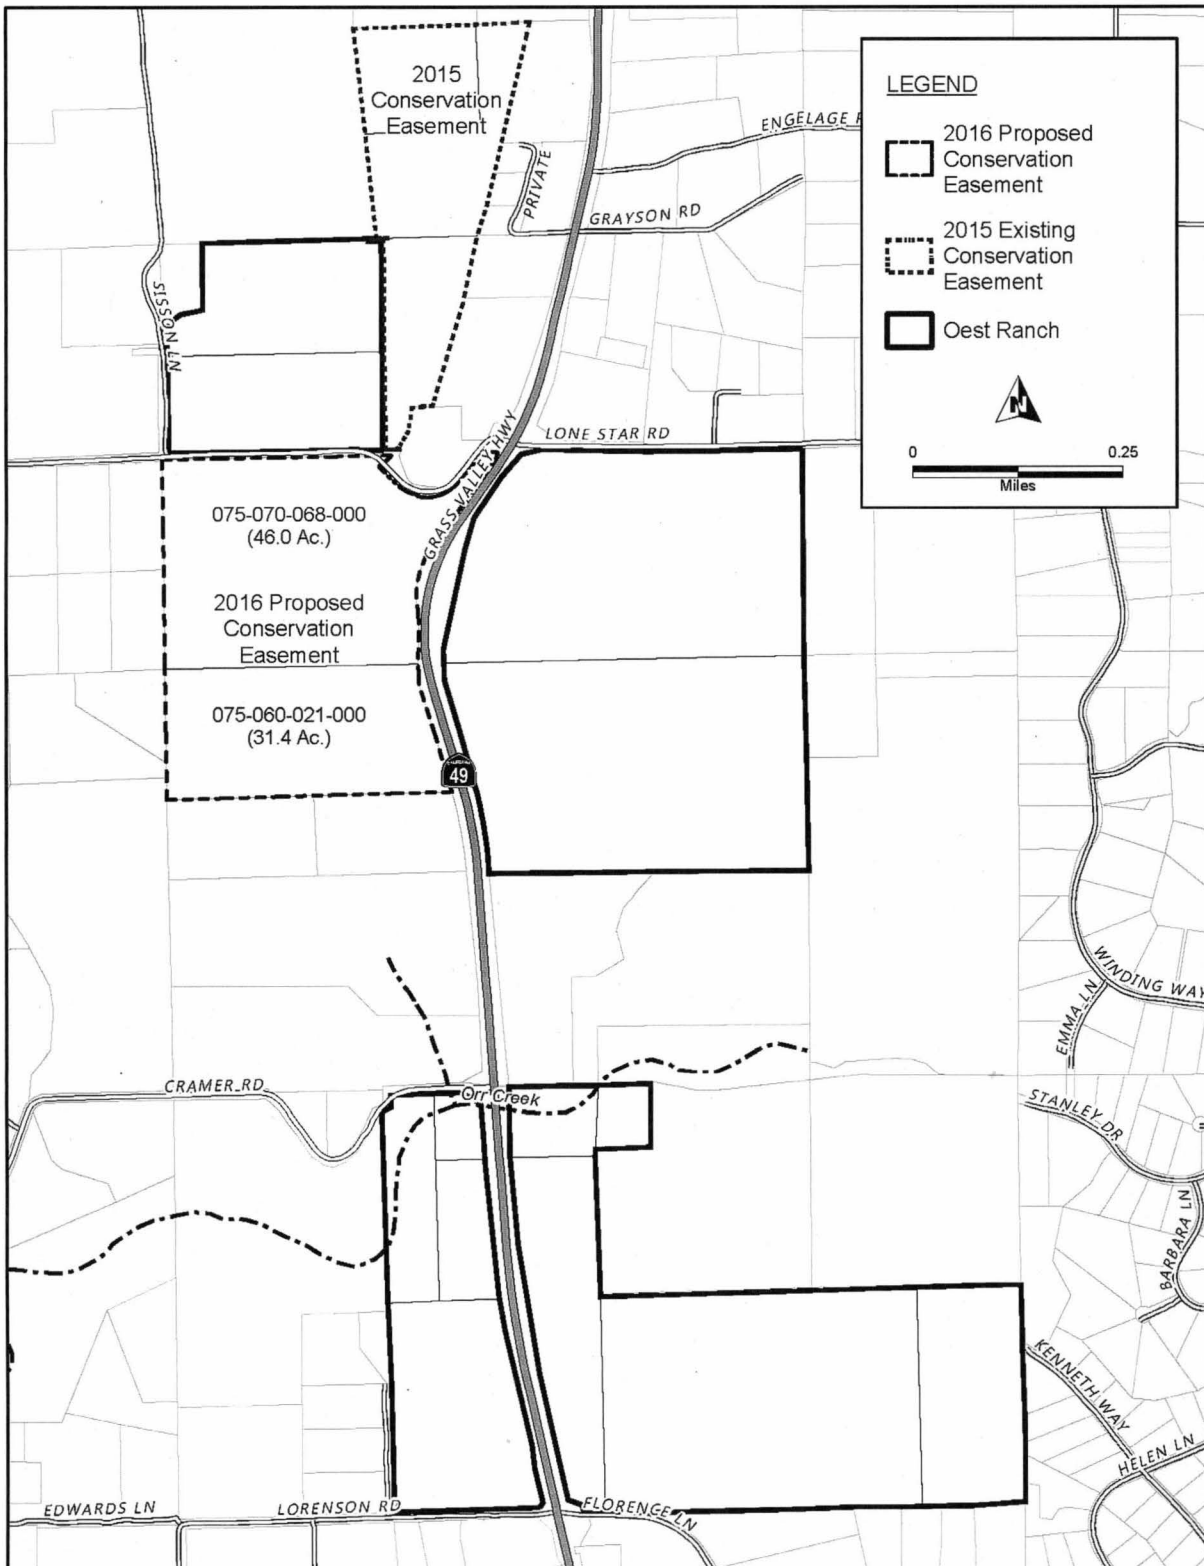 2015
Conservation
Easement
PRIVATE
ENGELAGE
GRAYSON RD
SISSON LN
LEGEND
2016 Proposed
Conservation
Easement
2015 Existing
Conservation
Easement
Oest Ranch
N
0 0.25
Miles
GRASS VALLEY HWY
LONE STAR RD
075-070-068-000
(46.0 Ac.)
2016 Proposed
Conservation
Easement
075-060-021-000
(31.4 Ac.)
49
WINDING WAY
EMMA LN
CRAMER RD
Orr Creek
STANLEY DR
BARBARA LN
KENNETH WAY
HELEN LN
EDWARDS LN
LORENSON RD
FLORENCE LN